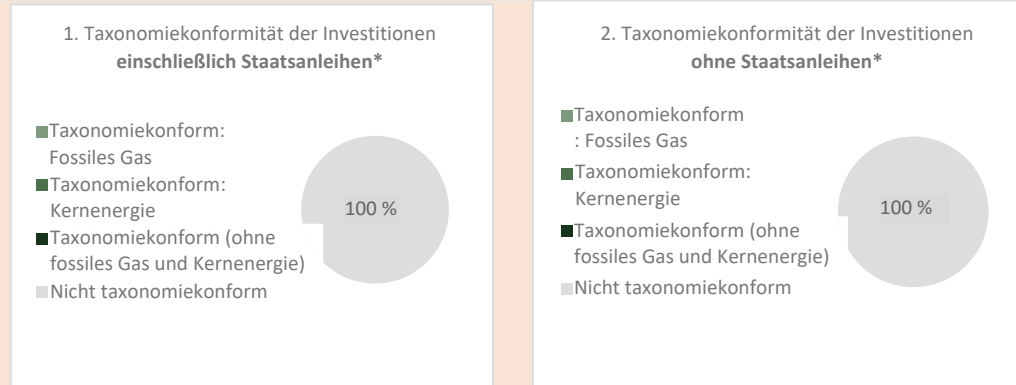 1. Taxonomiekonformität der Investitionen
einschließlich Staatsanleihen*
Taxonomiekonform:
Fossiles Gas
Taxonomiekonform:
Kernenergie
Taxonomiekonform (ohne
fossiles Gas und Kernenergie)
Nicht taxonomiekonform
100 %
2. Taxonomiekonformität der Investitionen
ohne Staatsanleihen*
Taxonomiekonform
: Fossiles Gas
Taxonomiekonform:
Kernenergie
Taxonomiekonform (ohne
fossiles Gas und Kernenergie)
Nicht taxonomiekonform
100 %